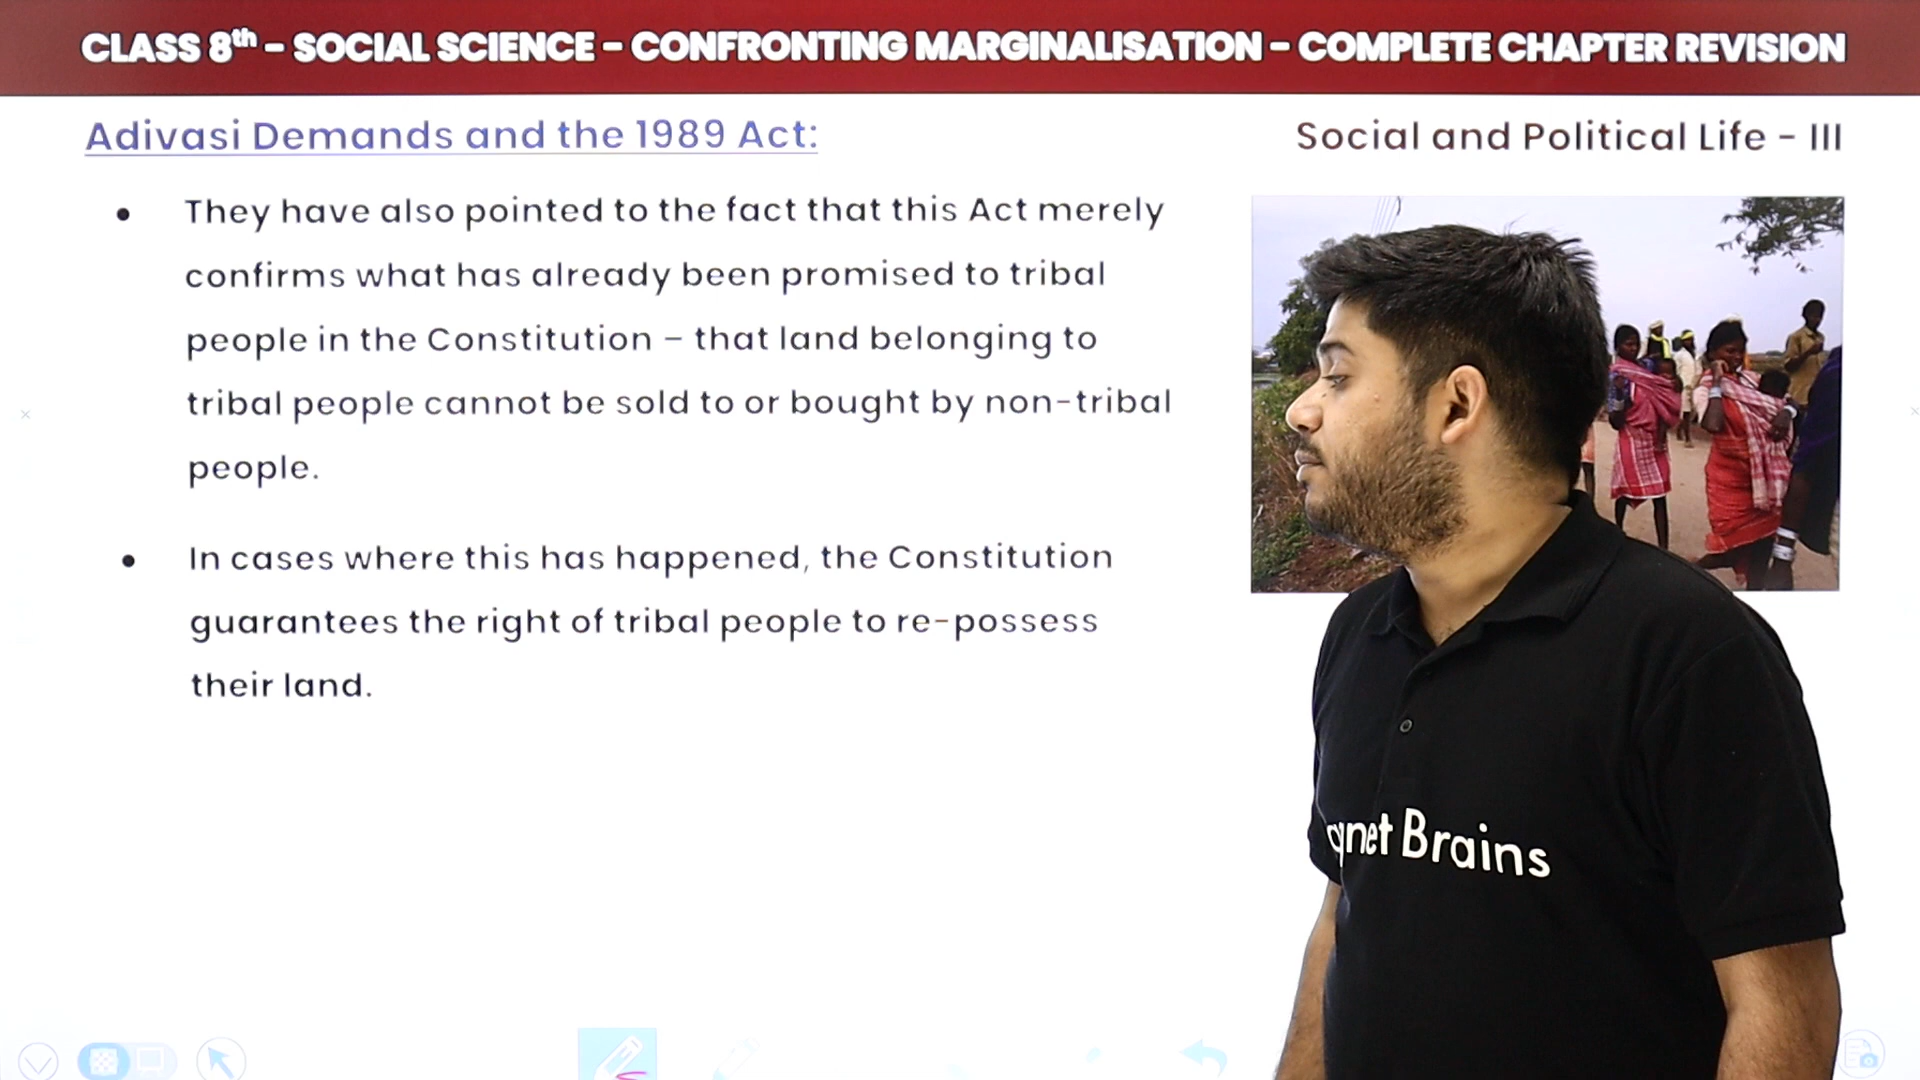 CLASS 8th – SOCIAL SCIENCE – CONFRONTING MARGINALISATION – COMPLETE CHAPTER REVISION
Adivasi Demands and the 1989 Act:
Social and Political Life - III
• They have also pointed to the fact that this Act merely
confirms what has already been promised to tribal
people in the Constitution – that land belonging to
tribal people cannot be sold to or bought by non-tribal
people.
• In cases where this has happened, the Constitution
guarantees the right of tribal people to re-possess
their land.
gnet Brains